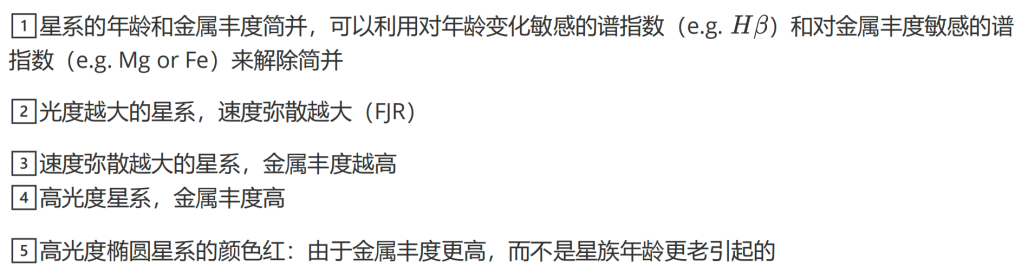 1️⃣星系的年龄和金属丰度简并，可以利用对年龄变化敏感的谱指数（e.g. Hβ）和对金属丰度敏感的谱
指数（e.g. Mg or Fe）来解除简并
2️⃣光度越大的星系，速度弥散越大（FJR）
3️⃣速度弥散越大的星系，金属丰度越高
4️⃣高光度星系，金属丰度高
5️⃣高光度椭圆星系的颜色红：由于金属丰度更高，而不是星族年龄更老引起的